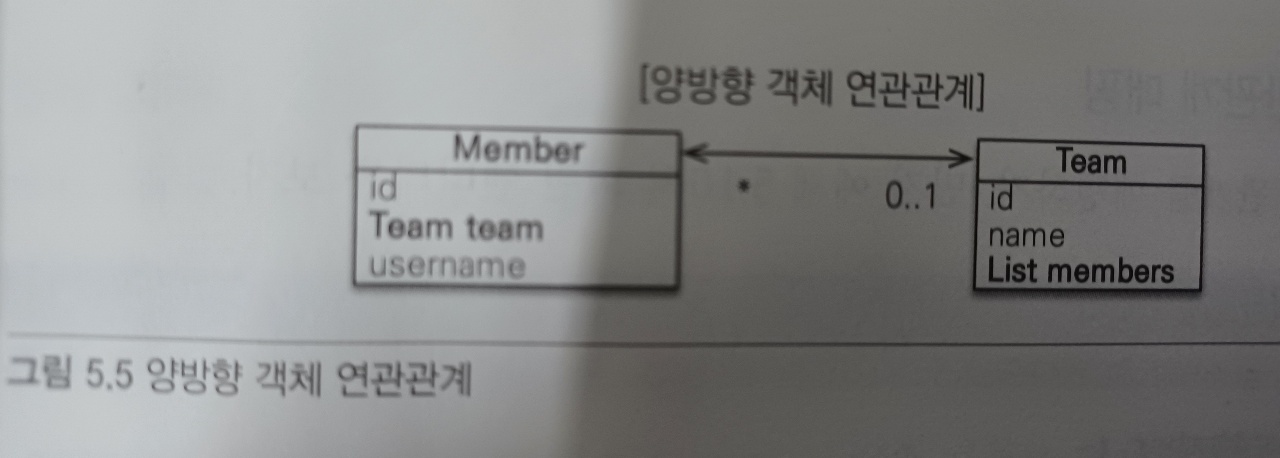 [양방향 객체 연관관계]
Member
id
Team team
username
* 0..1
Team
id
name
List members
그림 5.5 양방향 객체 연관관계